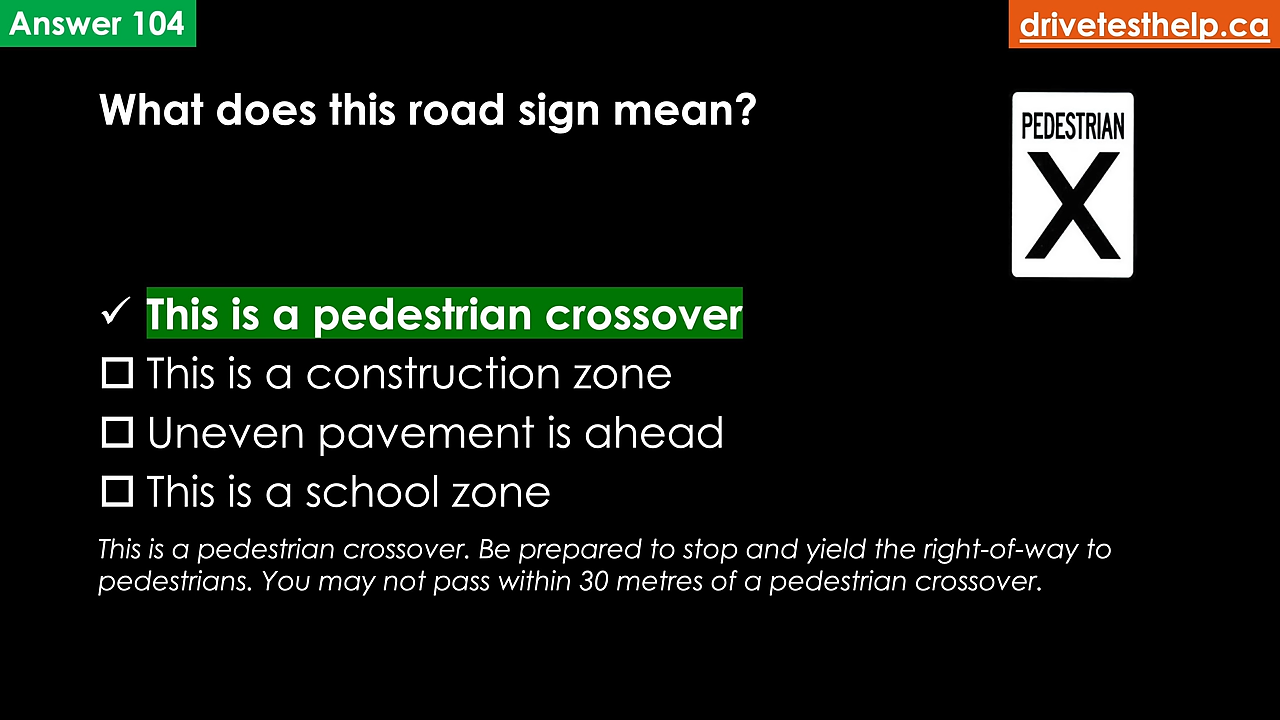 Answer 104
drivetesthelp.ca
What does this road sign mean?
PEDESTRIAN
X
This is a pedestrian crossover
This is a construction zone
Uneven pavement is ahead
This is a school zone
This is a pedestrian crossover. Be prepared to stop and yield the right-of-way to
pedestrians. You may not pass within 30 metres of a pedestrian crossover.